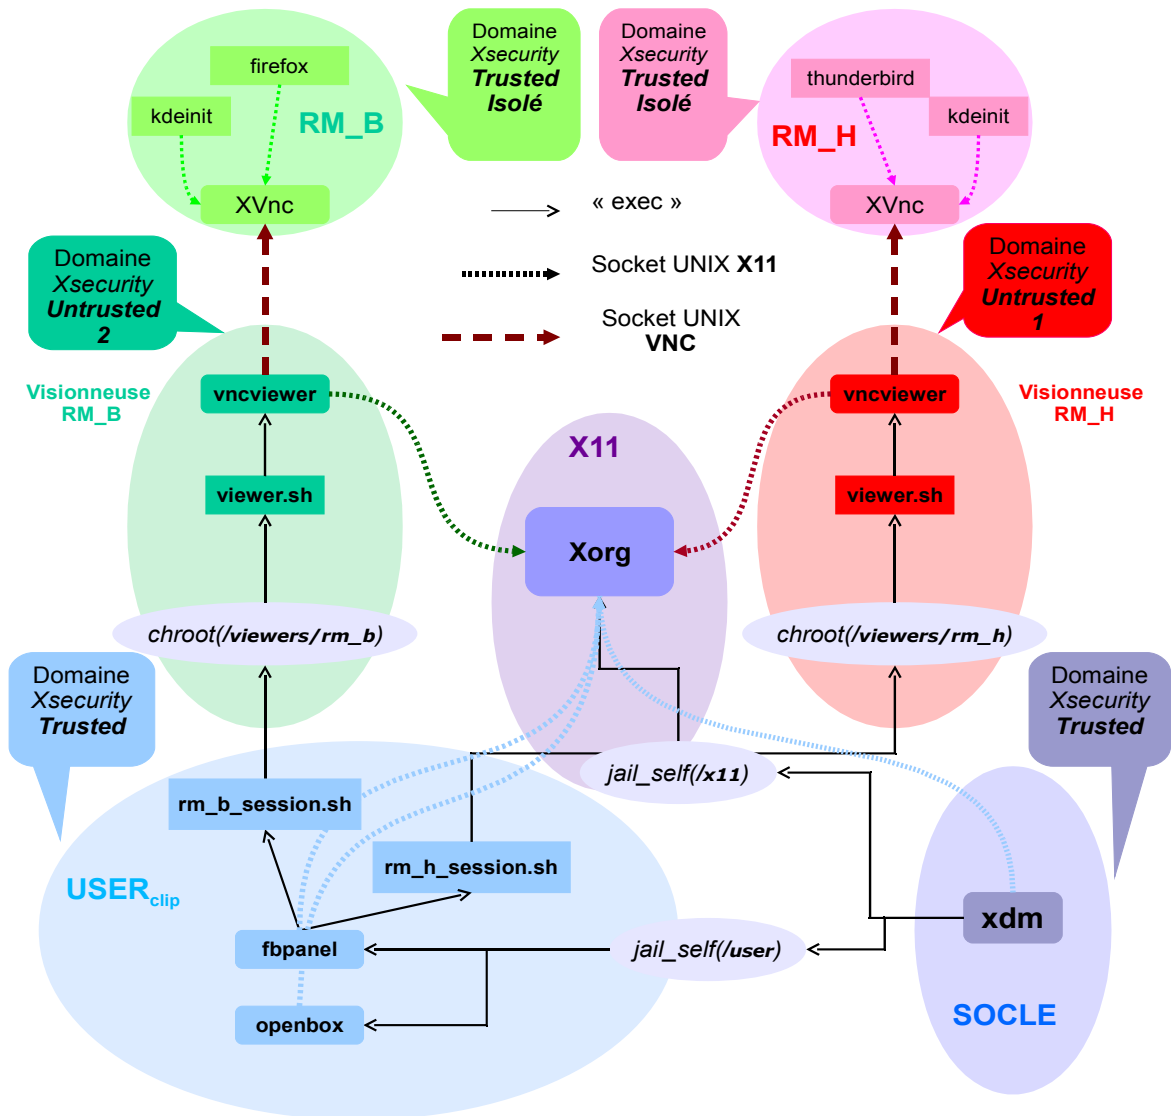 Domaine
Xsecurity
Trusted
Isolé
Domaine
Xsecurity
Trusted
Isolé
firefox
kdeinit
RM_B
XVnc
thunderbird
kdeinit
RM_H
XVnc
« exec »
Socket UNIX X11
Socket UNIX
VNC
Domaine
Xsecurity
Untrusted
2
Domaine
Xsecurity
Untrusted
1
Visionneuse
RM_B
vncviewer
viewer.sh
chroot(/viewers/rm_b)
X11
Xorg
vncviewer
Visionneuse
RM_H
viewer.sh
chroot(/viewers/rm_h)
Domaine
Xsecurity
Trusted
Domaine
Xsecurity
Trusted
jail_self(/x11)
rm_b_session.sh
rm_h_session.sh
USERclip
fbpanel
openbox
jail_self(/user)
xdm
SOCLE